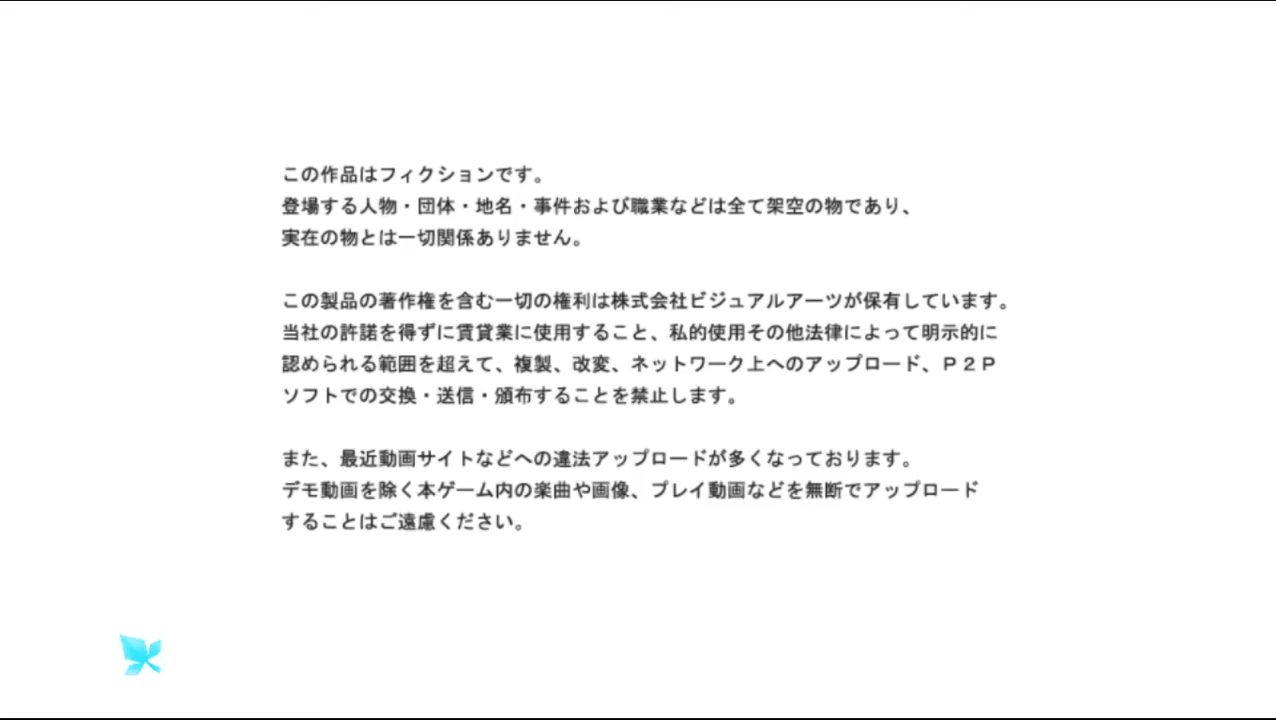 この作品はフィクションです。
登場する人物・団体・地名・事件および職業などは全て架空の物であり、
実在の物とは一切関係ありません。
この製品の著作権を含む一切の権利は株式会社ビジュアルアーツが保有しています。
当社の許諾を得ずに賃貸業に使用すること、私的使用その他法律によって明示的に
認められる範囲を超えて、複製、改変、ネットワーク上へのアップロード、Ｐ２Ｐ
ソフトでの交換・送信・頒布することを禁止します。
また、最近動画サイトなどへの違法アップロードが多くなっております。
デモ動画を除く本ゲーム内の楽曲や画像、プレイ動画などを無断でアップロード
することはご遠慮ください。